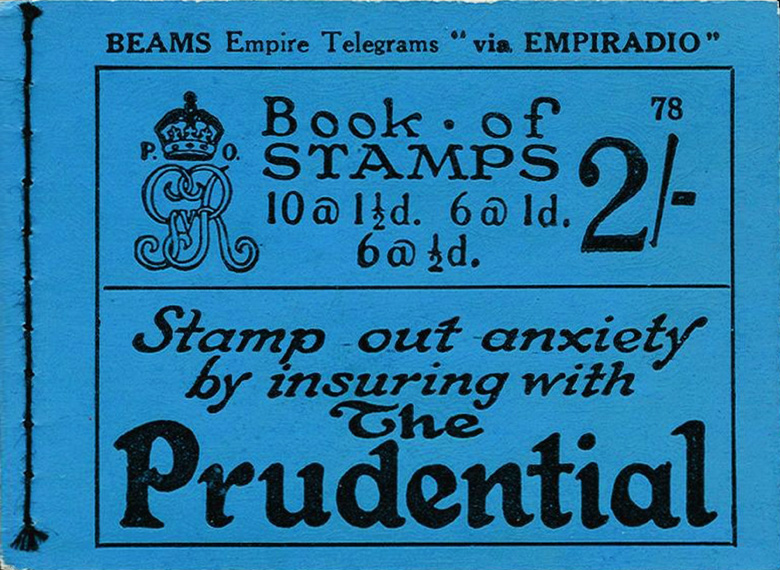 BEAMS Empire Telegrams "via EMPIRADIO"
78
P. O.
GVR
Book · of
STAMPS 2/-
10 @ 1½d. 6 @ 1d.
6 @ ½d.
Stamp out anxiety
by insuring with
The
Prudential